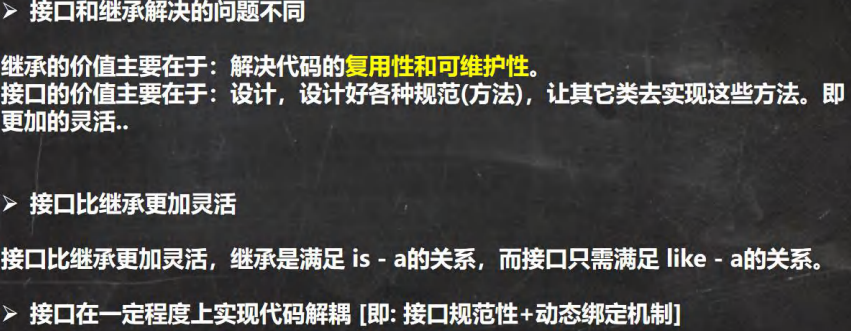 ➢ 接口和继承解决的问题不同
继承的价值主要在于：解决代码的复用性和可维护性。
接口的价值主要在于：设计，设计好各种规范(方法)，让其它类去实现这些方法。即
更加的灵活..
➢ 接口比继承更加灵活
接口比继承更加灵活，继承是满足 is - a的关系，而接口只需满足 like - a的关系。
➢ 接口在一定程度上实现代码解耦 [即: 接口规范性+动态绑定机制]